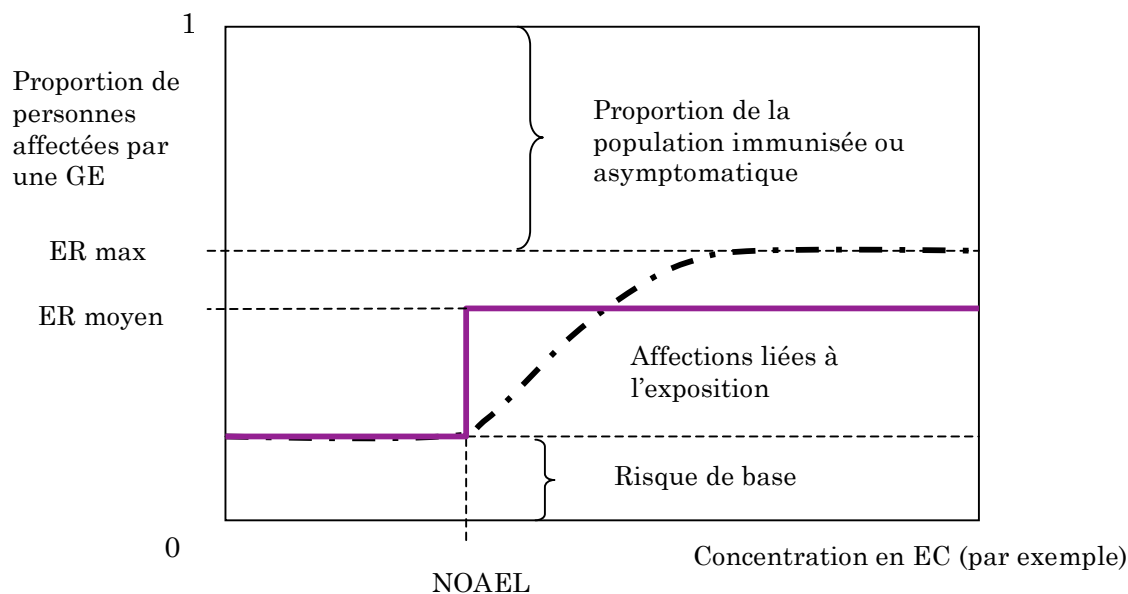 1
Proportion de
personnes
affectées par
une GE
Proportion de la
population immunisée ou
asymptomatique
ER max
ER moyen
Affections liées à
l’exposition
Risque de base
0
Concentration en EC (par exemple)
NOAEL